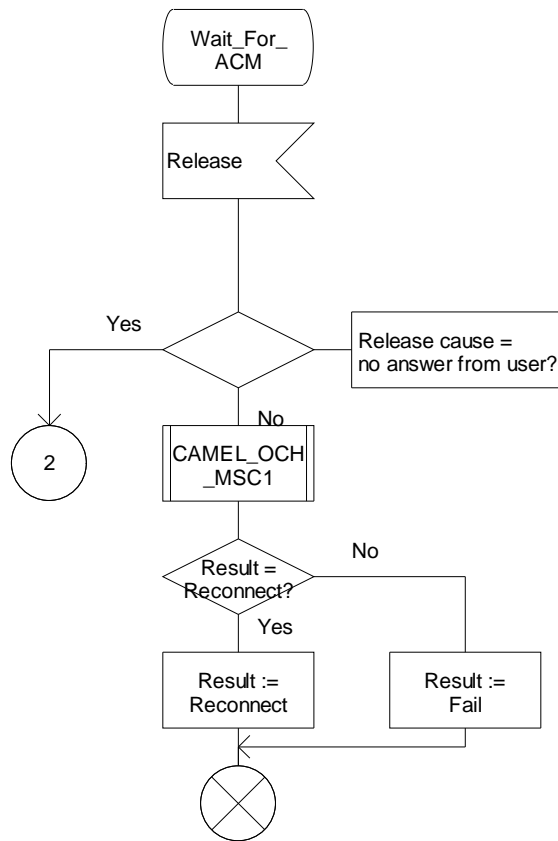 Wait_For_
ACM
Release
Yes
Release cause =
no answer from user?
No
2
CAMEL_OCH
_MSC1
Result =
Reconnect?
No
Yes
Result :=
Reconnect
Result :=
Fail